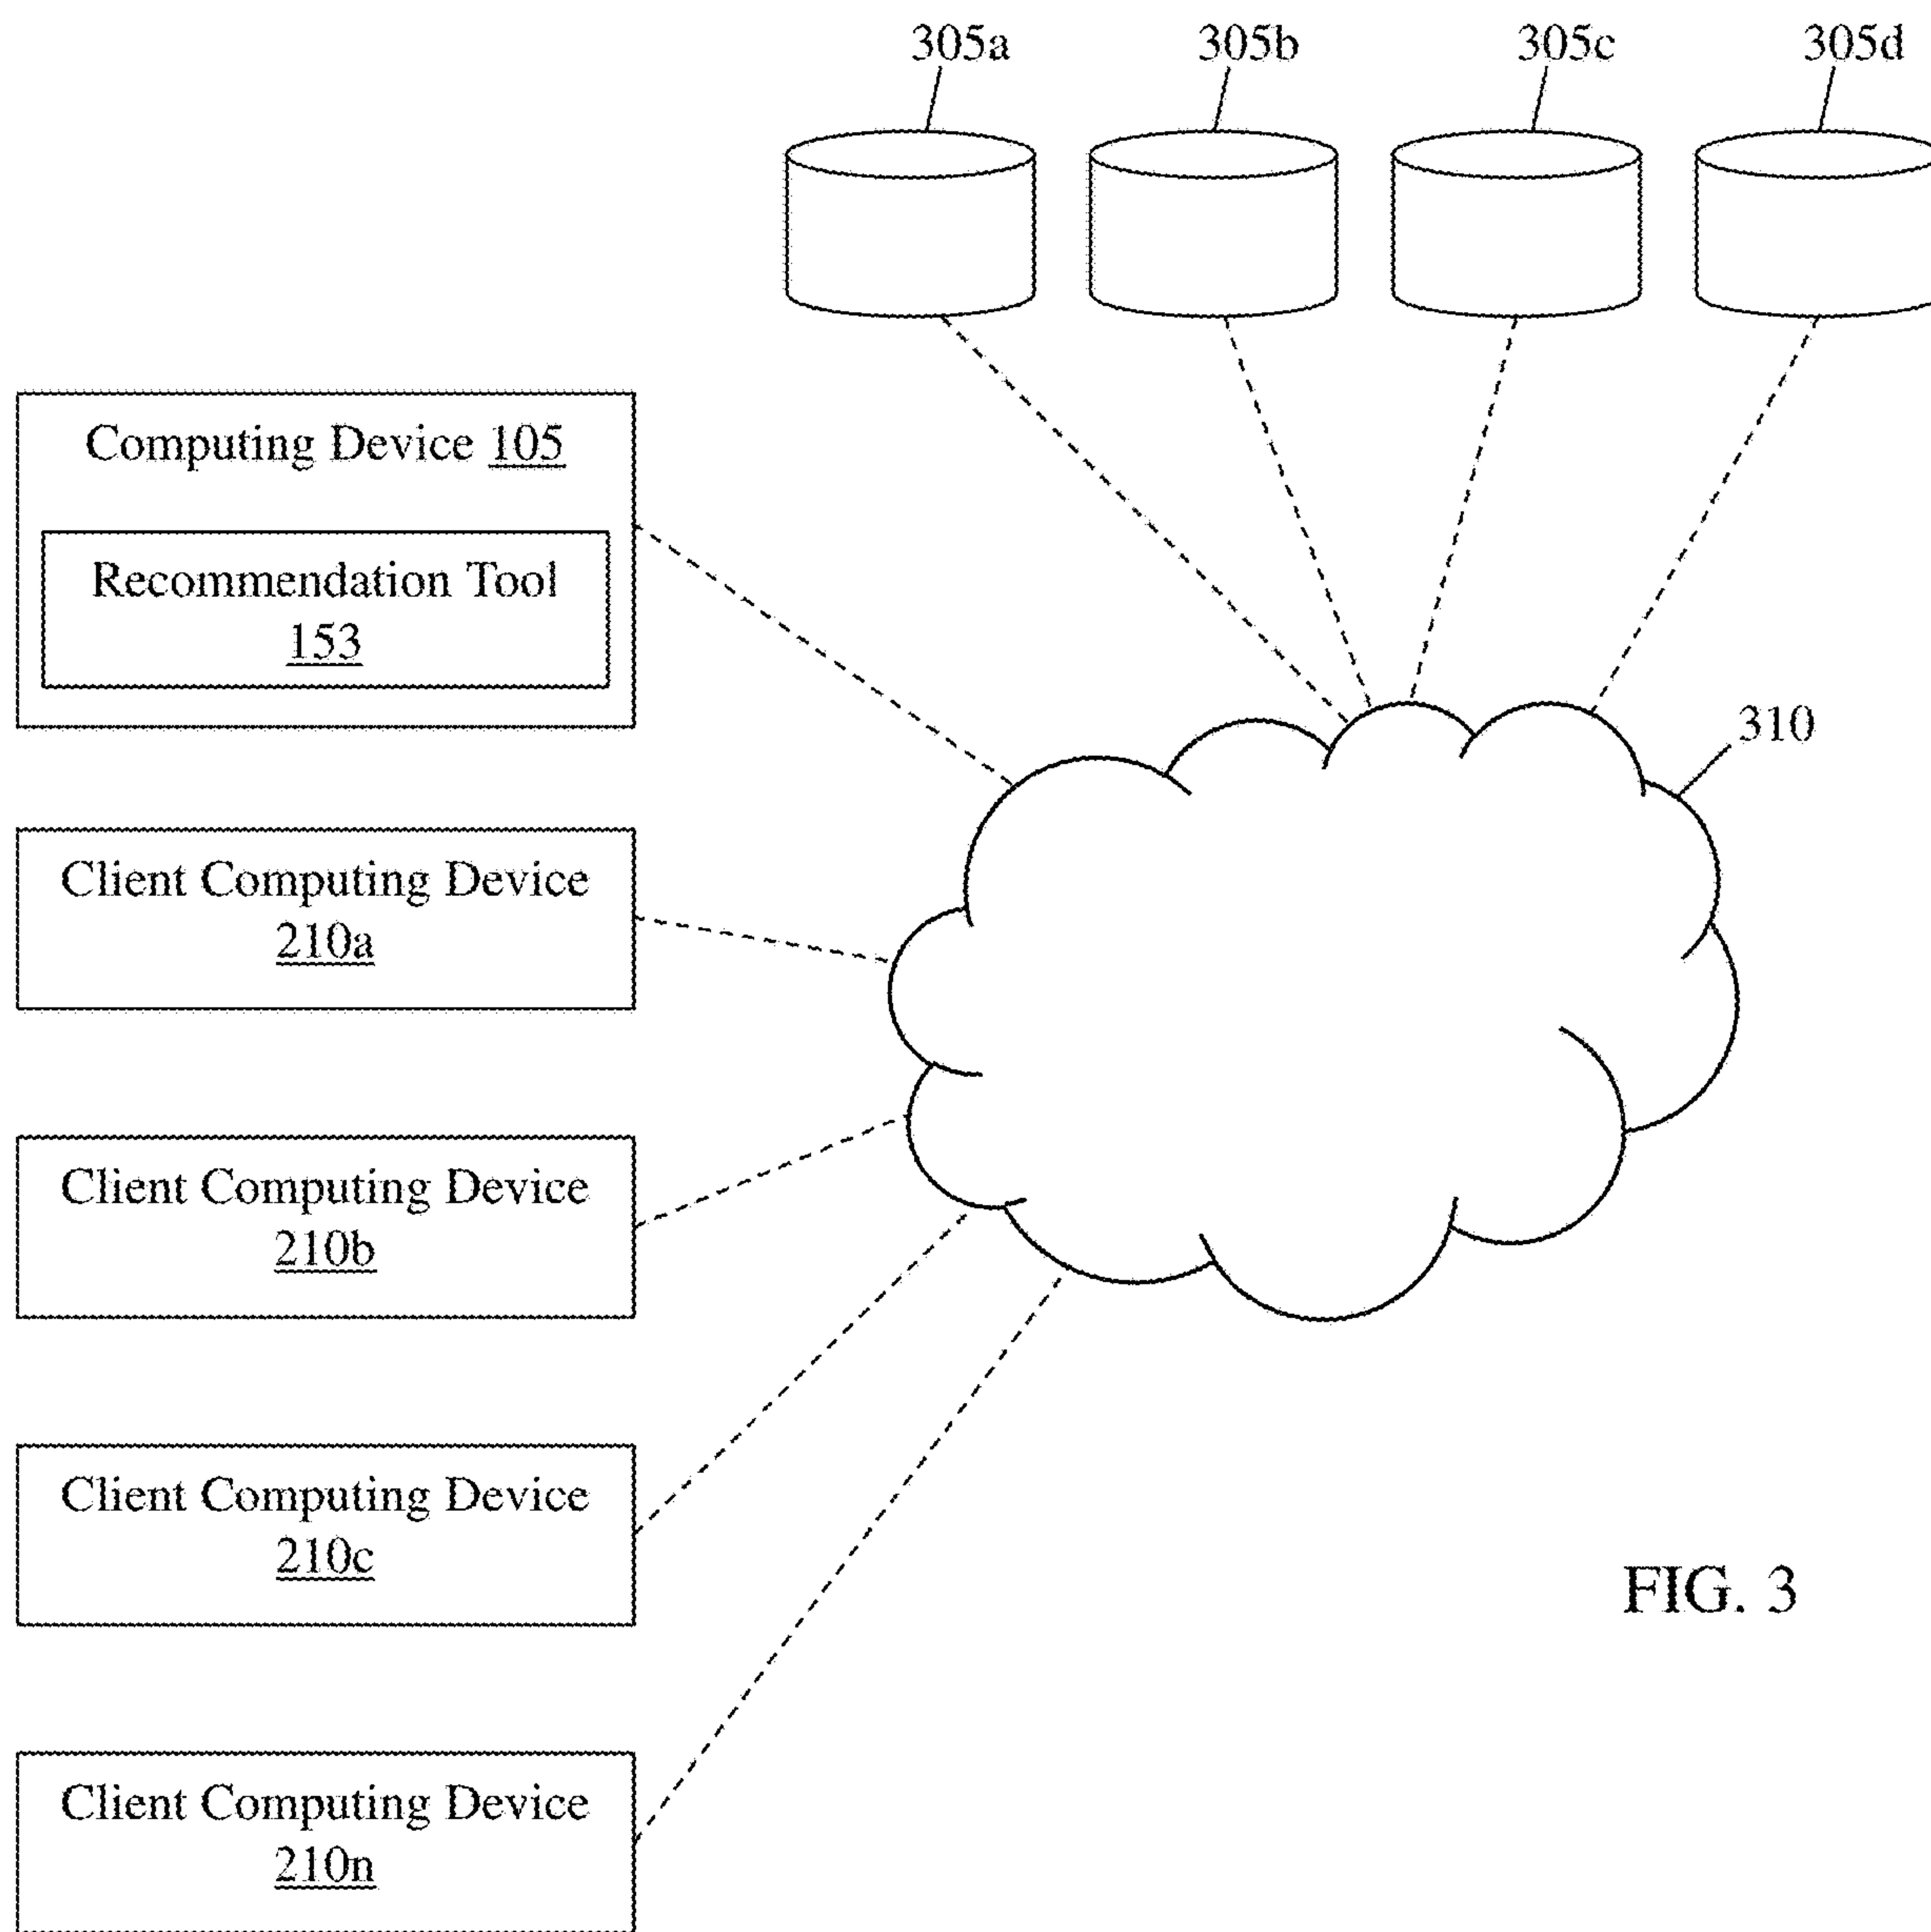 305a
305b
305c
305d
Computing Device 105
Recommendation Tool
153
310
Client Computing Device
210a
Client Computing Device
210b
Client Computing Device
210c
FIG. 3
Client Computing Device
210n